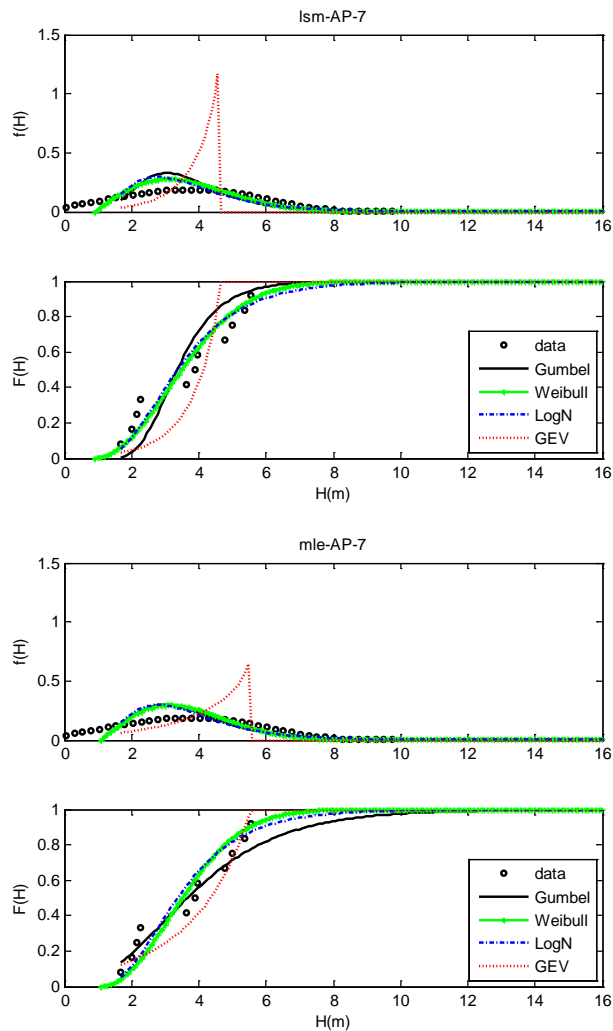 lsm-AP-7
1.5
1
0.5
0
f(H)
0 2 4 6 8 10 12 14 16
1
0.8
0.6
0.4
0.2
0
F(H)
data
Gumbel
Weibull
LogN
GEV
0 2 4 6 8 10 12 14 16
H(m)
mle-AP-7
1.5
1
0.5
0
f(H)
0 2 4 6 8 10 12 14 16
1
0.8
0.6
0.4
0.2
0
F(H)
data
Gumbel
Weibull
LogN
GEV
0 2 4 6 8 10 12 14 16
H(m)